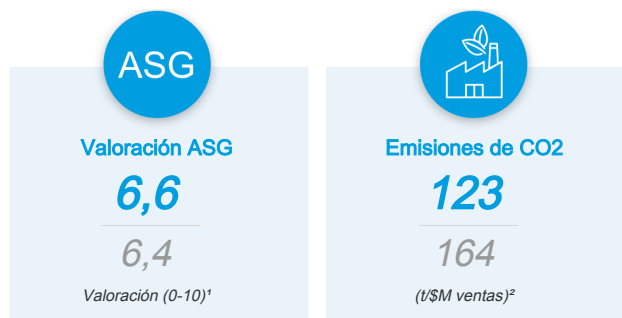 ASG
Valoración ASG
6,6
6,4
Valoración (0-10)¹
Emisiones de CO2
123
164
(t/$M ventas)²